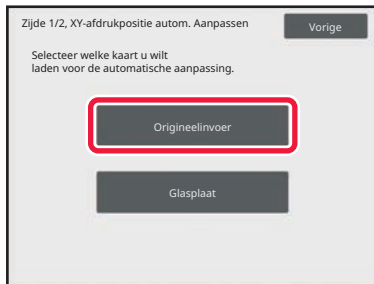 Zijde 1/2, XY-afdrukpositie autom. Aanpassen
Vorige
Selecteer welke kaart u wilt
laden voor de automatische aanpassing.
Origineelinvoer
Glasplaat